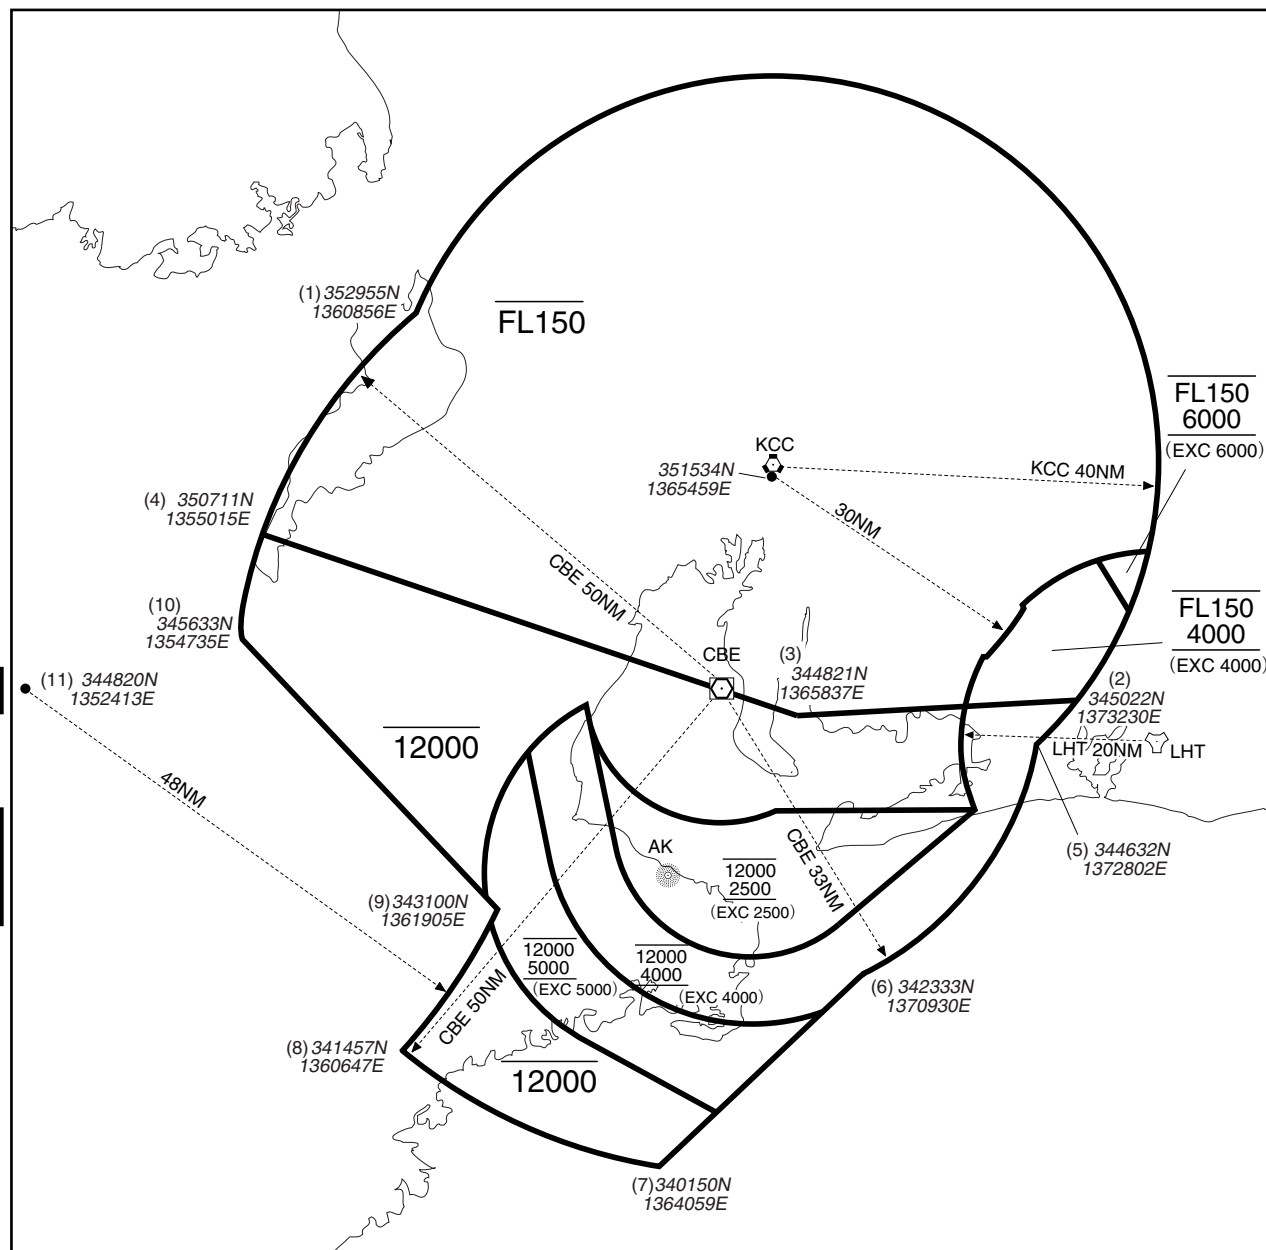 (1) 352955N
1360856E
FL150
FL150
6000
(EXC 6000)
KCC
351534N
1365459E
KCC 40NM
30NM
(4) 350711N
1355015E
CBE 50NM
FL150
4000
(EXC 4000)
(10)
345633N
1354735E
CBE
(3)
344821N
1365837E
(2)
345022N
1373230E
(11) 344820N
1352413E
12000
LHT 20NM
LHT
48NM
AK
CBE 33NM
(5) 344632N
1372802E
12000
2500
(EXC 2500)
(9) 343100N
1361905E
12000
5000
(EXC 5000)
12000
4000
(EXC 4000)
CBE 50NM
(6) 342333N
1370930E
(8) 341457N
1360647E
12000
(7) 340150N
1364059E